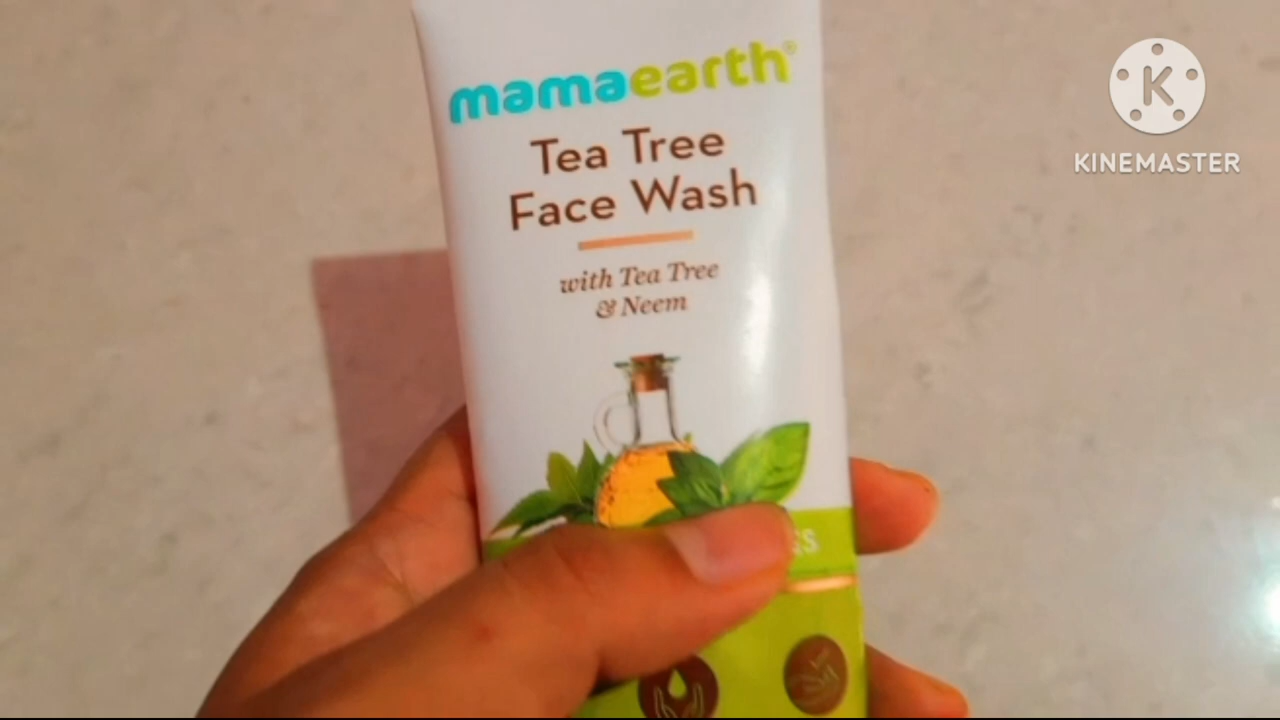 mamaearth®
Tea Tree
Face Wash
with Tea Tree
& Neem
K
KINEMASTER